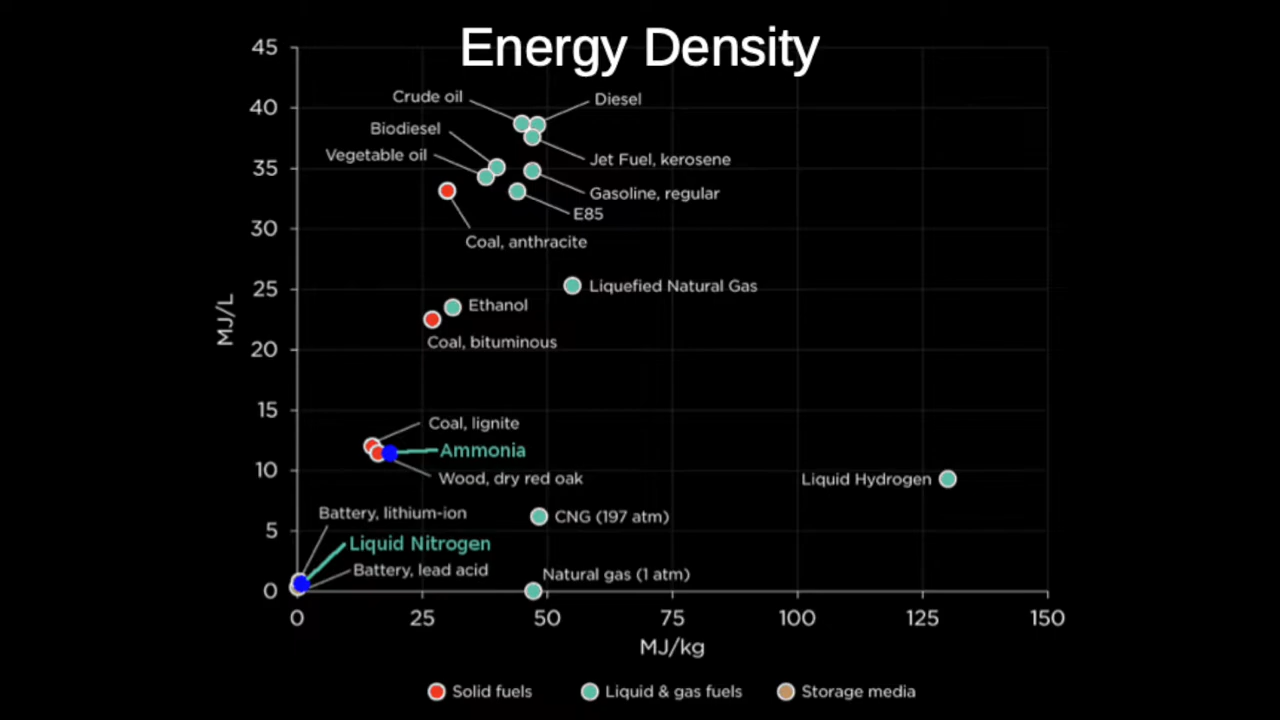 Energy Density
45
40
35
30
25
20
15
10
5
0
MJ/L
Crude oil
Diesel
Biodiesel
Vegetable oil
Jet Fuel, kerosene
Gasoline, regular
E85
Coal, anthracite
Liquefied Natural Gas
Ethanol
Coal, bituminous
Coal, lignite
Ammonia
Wood, dry red oak
Liquid Hydrogen
Battery, lithium-ion
CNG (197 atm)
Liquid Nitrogen
Battery, lead acid
Natural gas (1 atm)
0 25 50 75 100 125 150
MJ/kg
Solid fuels Liquid & gas fuels Storage media